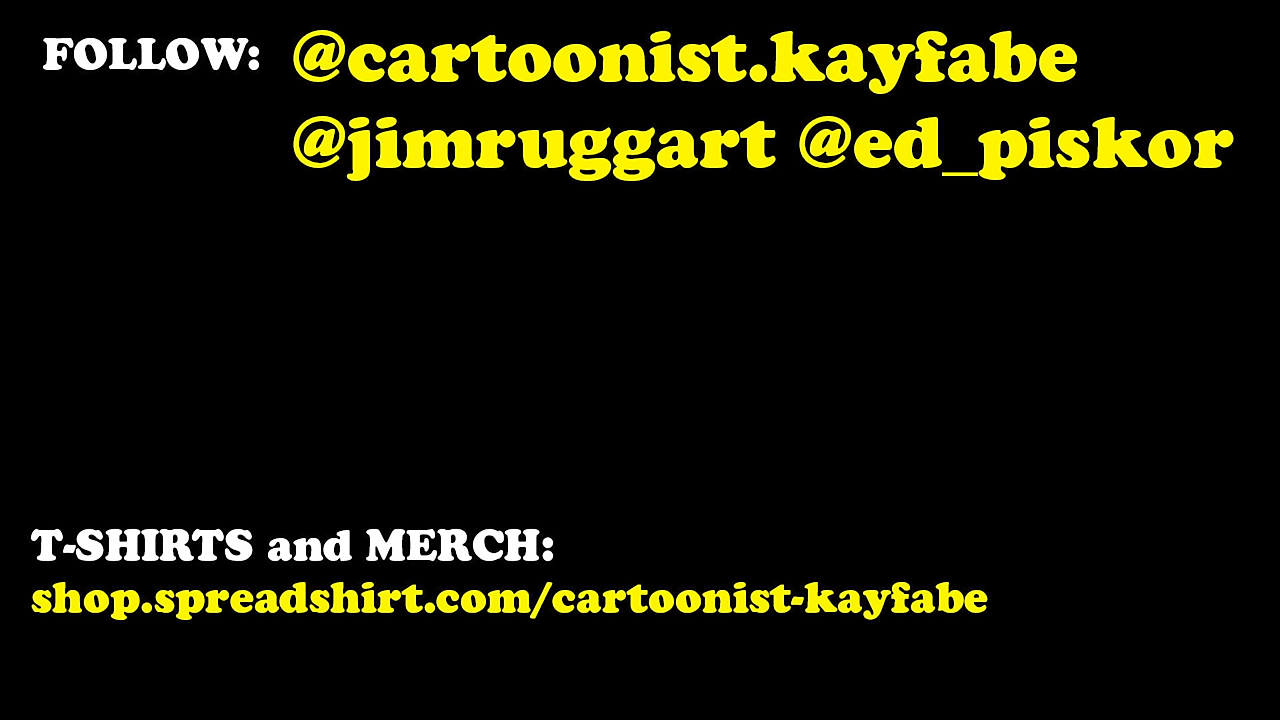 FOLLOW: @cartoonist.kayfabe
@jimruggart @ed_piskor
T-SHIRTS and MERCH:
shop.spreadshirt.com/cartoonist-kayfabe